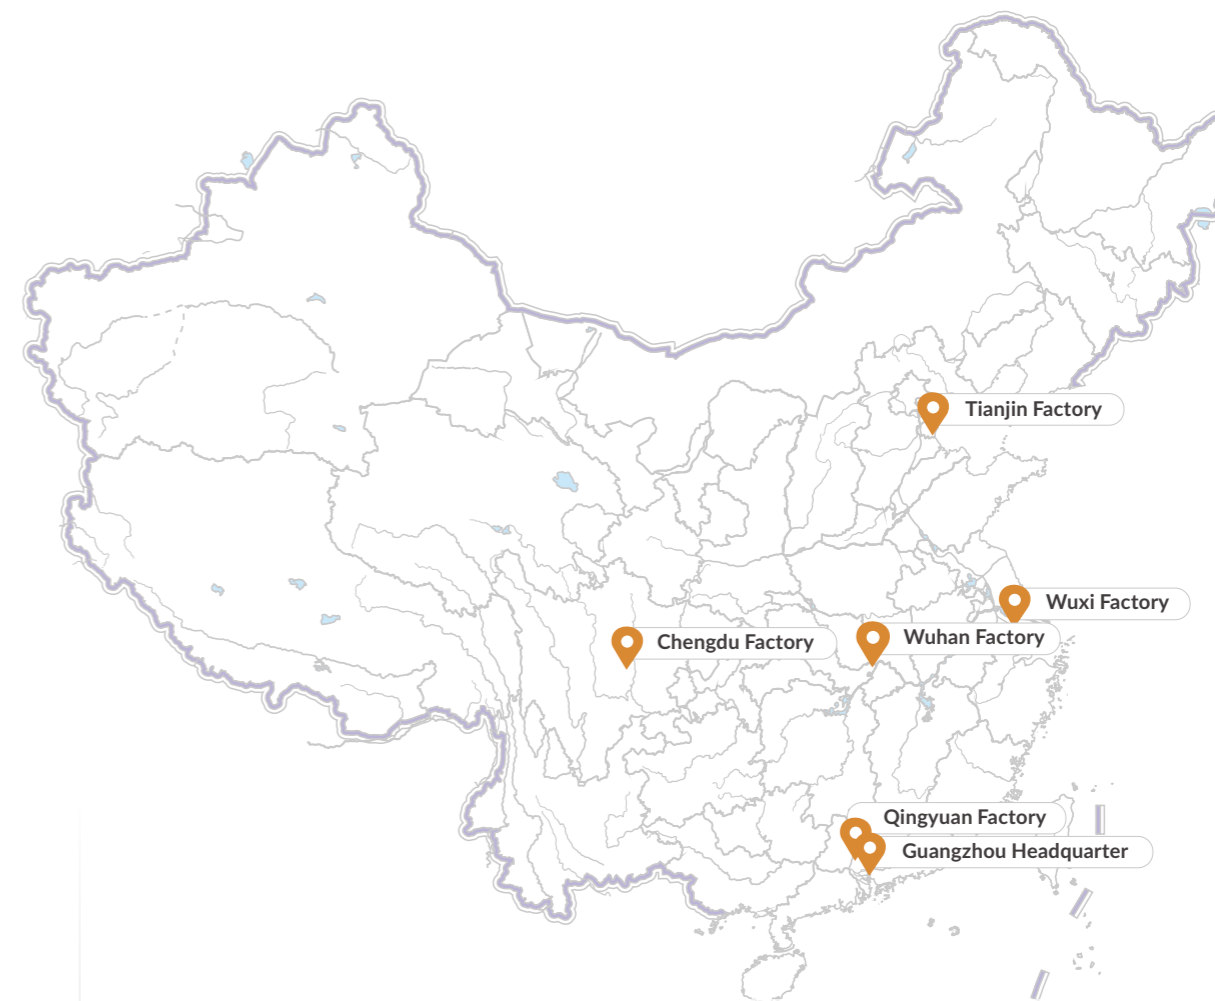 Tianjin Factory
Wuxi Factory
Wuhan Factory
Chengdu Factory
Qingyuan Factory
Guangzhou Headquarter